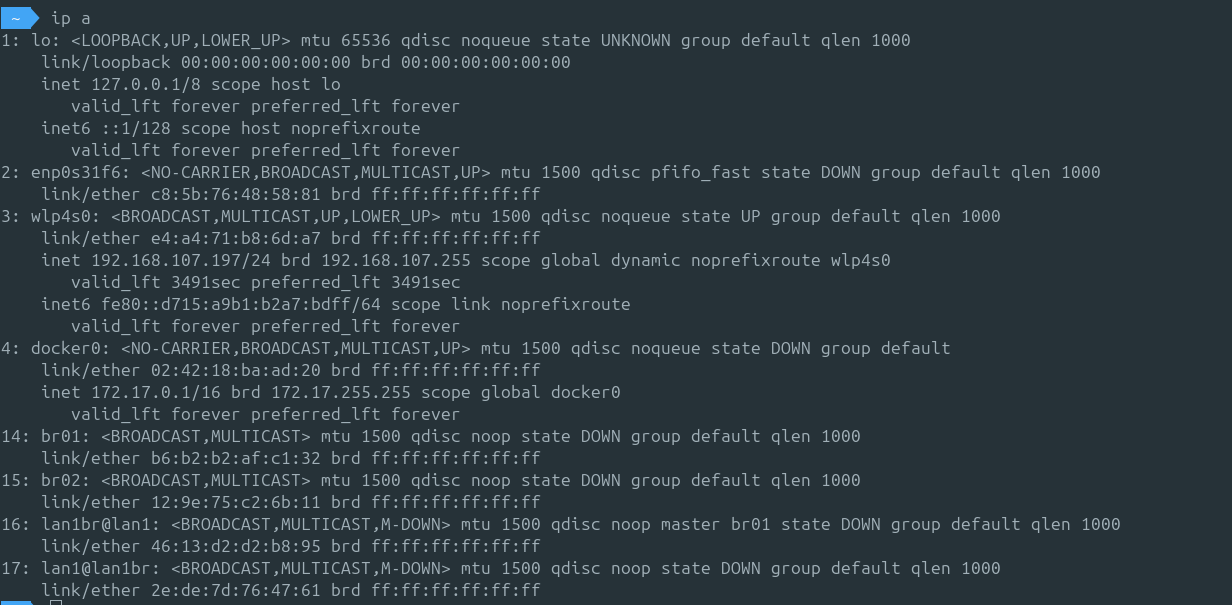 ~ ip a
1: lo: <LOOPBACK,UP,LOWER_UP> mtu 65536 qdisc noqueue state UNKNOWN group default qlen 1000
    link/loopback 00:00:00:00:00:00 brd 00:00:00:00:00:00
    inet 127.0.0.1/8 scope host lo
       valid_lft forever preferred_lft forever
    inet6 ::1/128 scope host noprefixroute
       valid_lft forever preferred_lft forever
2: enp0s31f6: <NO-CARRIER,BROADCAST,MULTICAST,UP> mtu 1500 qdisc pfifo_fast state DOWN group default qlen 1000
    link/ether c8:5b:76:48:58:81 brd ff:ff:ff:ff:ff:ff
3: wlp4s0: <BROADCAST,MULTICAST,UP,LOWER_UP> mtu 1500 qdisc noqueue state UP group default qlen 1000
    link/ether e4:a4:71:b8:6d:a7 brd ff:ff:ff:ff:ff:ff
    inet 192.168.107.197/24 brd 192.168.107.255 scope global dynamic noprefixroute wlp4s0
       valid_lft 3491sec preferred_lft 3491sec
    inet6 fe80::d715:a9b1:b2a7:bdff/64 scope link noprefixroute
       valid_lft forever preferred_lft forever
4: docker0: <NO-CARRIER,BROADCAST,MULTICAST,UP> mtu 1500 qdisc noqueue state DOWN group default
    link/ether 02:42:18:ba:ad:20 brd ff:ff:ff:ff:ff:ff
    inet 172.17.0.1/16 brd 172.17.255.255 scope global docker0
       valid_lft forever preferred_lft forever
14: br01: <BROADCAST,MULTICAST> mtu 1500 qdisc noop state DOWN group default qlen 1000
    link/ether b6:b2:b2:af:c1:32 brd ff:ff:ff:ff:ff:ff
15: br02: <BROADCAST,MULTICAST> mtu 1500 qdisc noop state DOWN group default qlen 1000
    link/ether 12:9e:75:c2:6b:11 brd ff:ff:ff:ff:ff:ff
16: lan1br@lan1: <BROADCAST,MULTICAST,M-DOWN> mtu 1500 qdisc noop master br01 state DOWN group default qlen 1000
    link/ether 46:13:d2:d2:b8:95 brd ff:ff:ff:ff:ff:ff
17: lan1@lan1br: <BROADCAST,MULTICAST,M-DOWN> mtu 1500 qdisc noop state DOWN group default qlen 1000
    link/ether 2e:de:7d:76:47:61 brd ff:ff:ff:ff:ff:ff